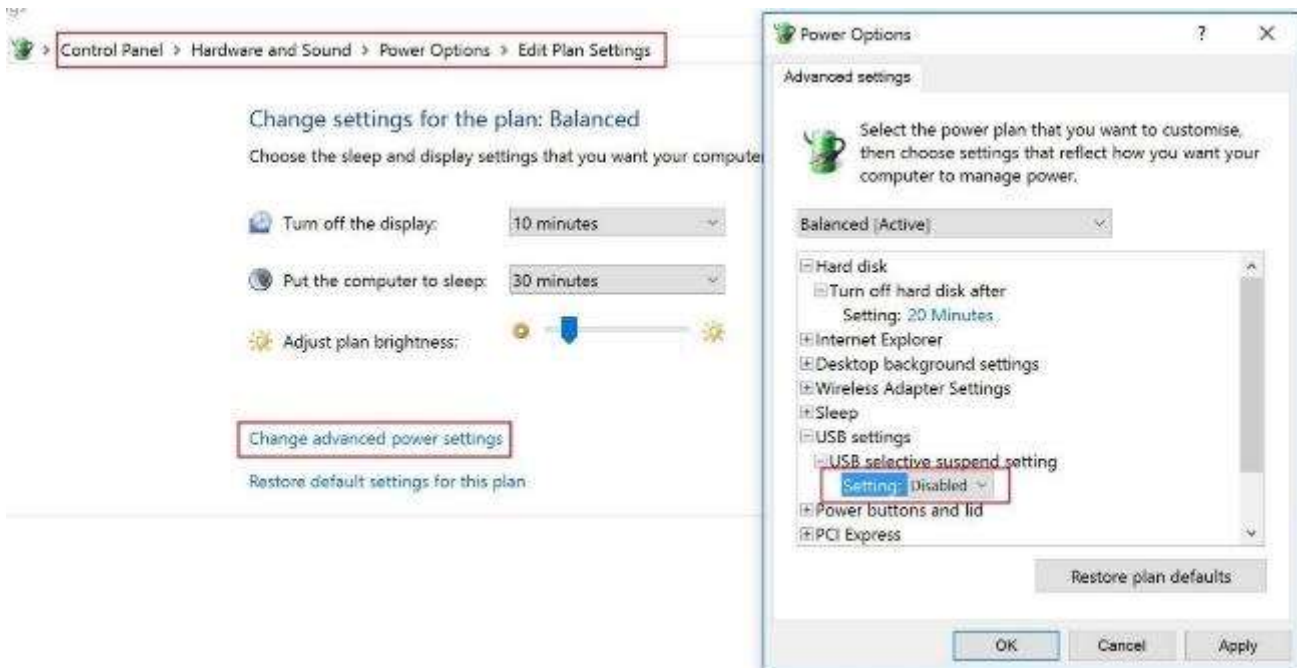 Control Panel > Hardware and Sound > Power Options > Edit Plan Settings
Change settings for the plan: Balanced
Choose the sleep and display settings that you want your compute
Turn off the display:
10 minutes
Put the computer to sleep:
30 minutes
Adjust plan brightness:
Change advanced power settings
Restore default settings for this plan
Power Options
Advanced settings
Select the power plan that you want to customise,
then choose settings that reflect how you want your
computer to manage power.
Balanced [Active]
Hard disk
Turn off hard disk after
Setting: 20 Minutes
Internet Explorer
Desktop background settings
Wireless Adapter Settings
Sleep
USB settings
USB selective suspend setting
Setting: Disabled
Power buttons and lid
PCI Express
Restore plan defaults
OK
Cancel
Apply